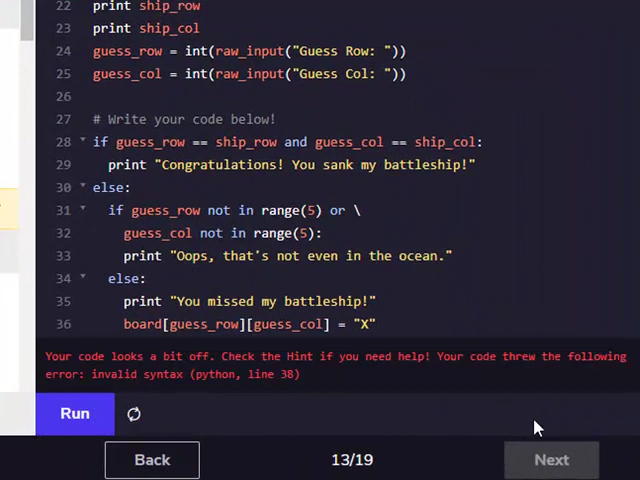 22 print ship_row
23 print ship_col
24 guess_row = int(raw_input("Guess Row: "))
25 guess_col = int(raw_input("Guess Col: "))
26
27 # Write your code below!
28 if guess_row == ship_row and guess_col == ship_col:
29 print "Congratulations! You sank my battleship!"
30 else:
31 if guess_row not in range(5) or \
32 guess_col not in range(5):
33 print "Oops, that's not even in the ocean."
34 else:
35 print "You missed my battleship!"
36 board[guess_row][guess_col] = "X"
Your code looks a bit off. Check the Hint if you need help! Your code threw the following
error: invalid syntax (python, line 38)
Run
Back 13/19 Next